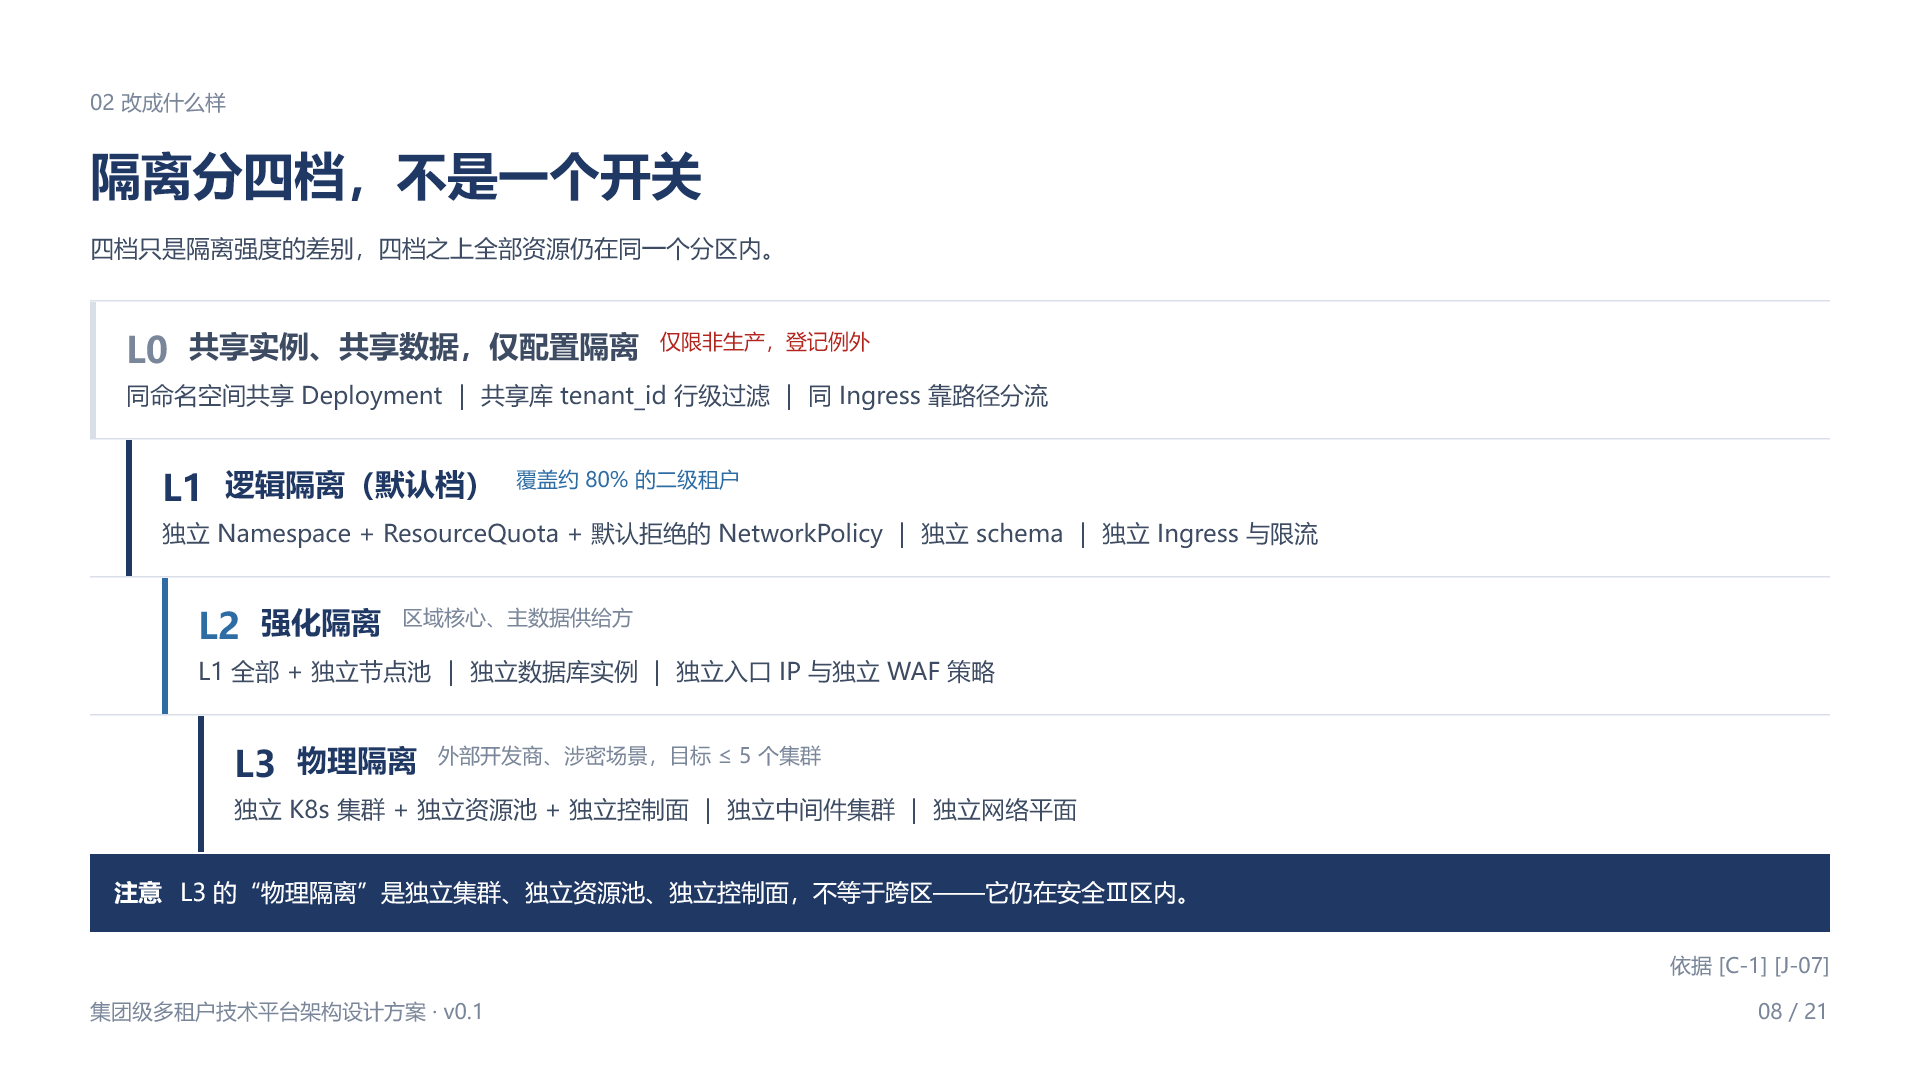 02 改成什么样
隔离分四档，不是一个开关
四档只是隔离强度的差别，四档之上全部资源仍在同一个分区内。
L0 共享实例、共享数据，仅配置隔离 仅限非生产，登记例外
同命名空间共享 Deployment | 共享库 tenant_id 行级过滤 | 同 Ingress 靠路径分流
L1 逻辑隔离（默认档） 覆盖约 80% 的二级租户
独立 Namespace + ResourceQuota + 默认拒绝的 NetworkPolicy | 独立 schema | 独立 Ingress 与限流
L2 强化隔离 区域核心、主数据供给方
L1 全部 + 独立节点池 | 独立数据库实例 | 独立入口 IP 与独立 WAF 策略
L3 物理隔离 外部开发商、涉密场景，目标 ≤ 5 个集群
独立 K8s 集群 + 独立资源池 + 独立控制面 | 独立中间件集群 | 独立网络平面
注意 L3 的“物理隔离”是独立集群、独立资源池、独立控制面，不等于跨区——它仍在安全Ⅲ区内。
依据 [C-1] [J-07]
集团级多租户技术平台架构设计方案 · v0.1
08 / 21